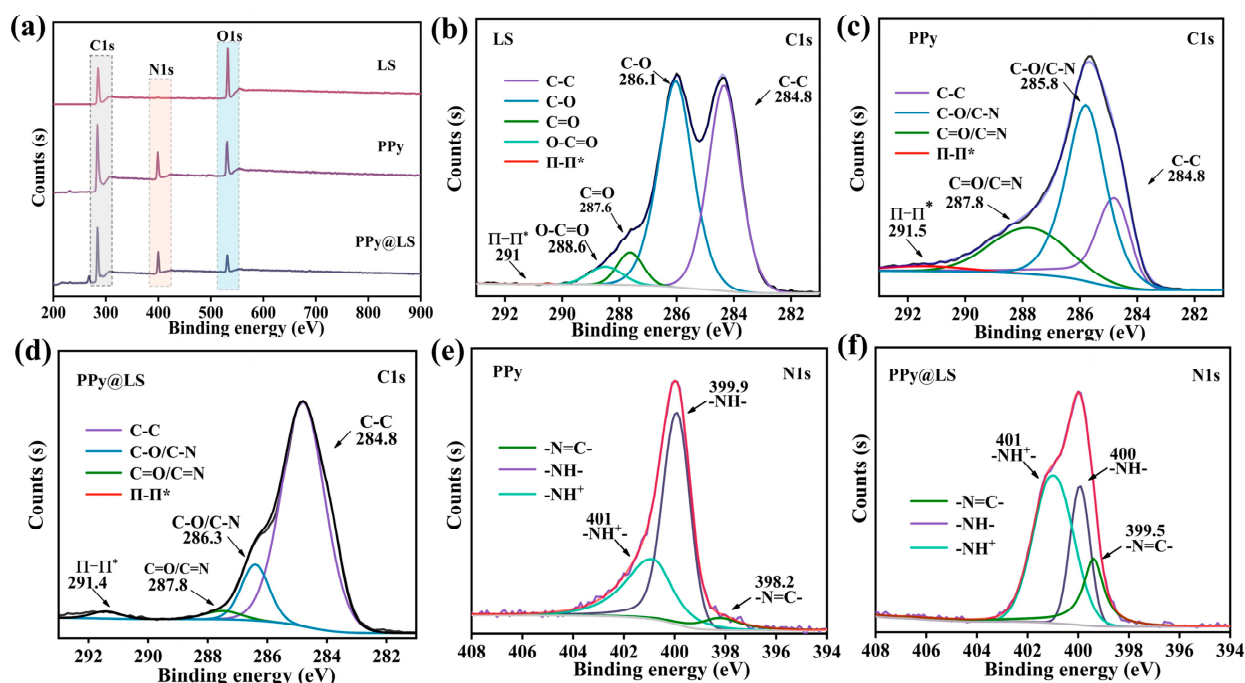 (a)
C1s
N1s
O1s
LS
PPy
PPy@LS
Counts (s)
200 300 400 500 600 700 800 900
Binding energy (eV)
(b)
LS
C1s
C-C
C-O
C=O
O-C=O
Π-Π*
C-O
286.1
C-C
284.8
C=O
287.6
O-C=O
288.6
Π-Π*
291
Counts (s)
292 290 288 286 284 282
Binding energy (eV)
(c)
PPy
C1s
C-C
C-O/C-N
C=O/C=N
Π-Π*
C-O/C-N
285.8
C-C
284.8
C=O/C=N
287.8
Π-Π*
291.5
Counts (s)
292 290 288 286 284 282
Binding energy (eV)
(d)
PPy@LS
C1s
C-C
C-O/C-N
C=O/C=N
Π-Π*
C-C
284.8
C-O/C-N
286.3
C=O/C=N
287.8
Π-Π*
291.4
Counts (s)
292 290 288 286 284 282
Binding energy (eV)
(e)
PPy
N1s
-N=C-
-NH-
-NH⁺
399.9
-NH-
401
-NH⁺-
398.2
-N=C-
Counts (s)
408 406 404 402 400 398 396 394
Binding energy (eV)
(f)
PPy@LS
N1s
-N=C-
-NH-
-NH⁺
401
-NH⁺-
400
-NH-
399.5
-N=C-
Counts (s)
408 406 404 402 400 398 396 394
Binding energy (eV)